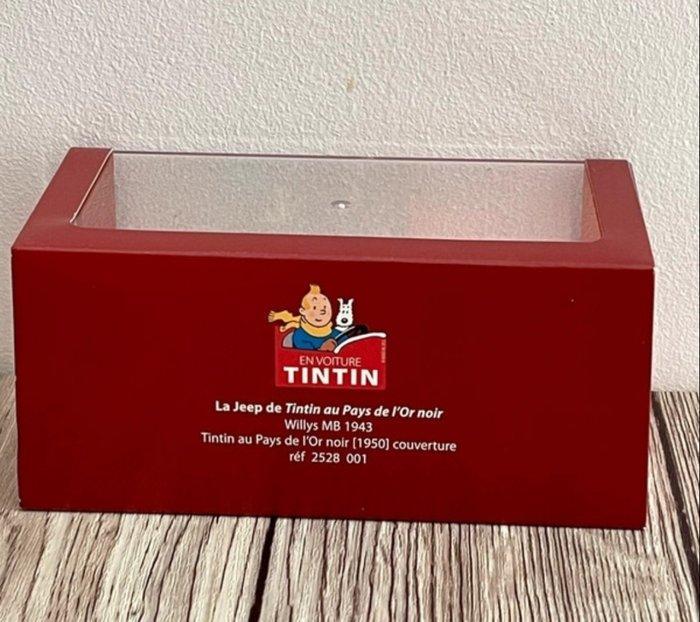 EN VOITURE
TINTIN
La Jeep de Tintin au Pays de l'Or noir
Willys MB 1943
Tintin au Pays de l'Or noir [1950] couverture
réf 2528 001